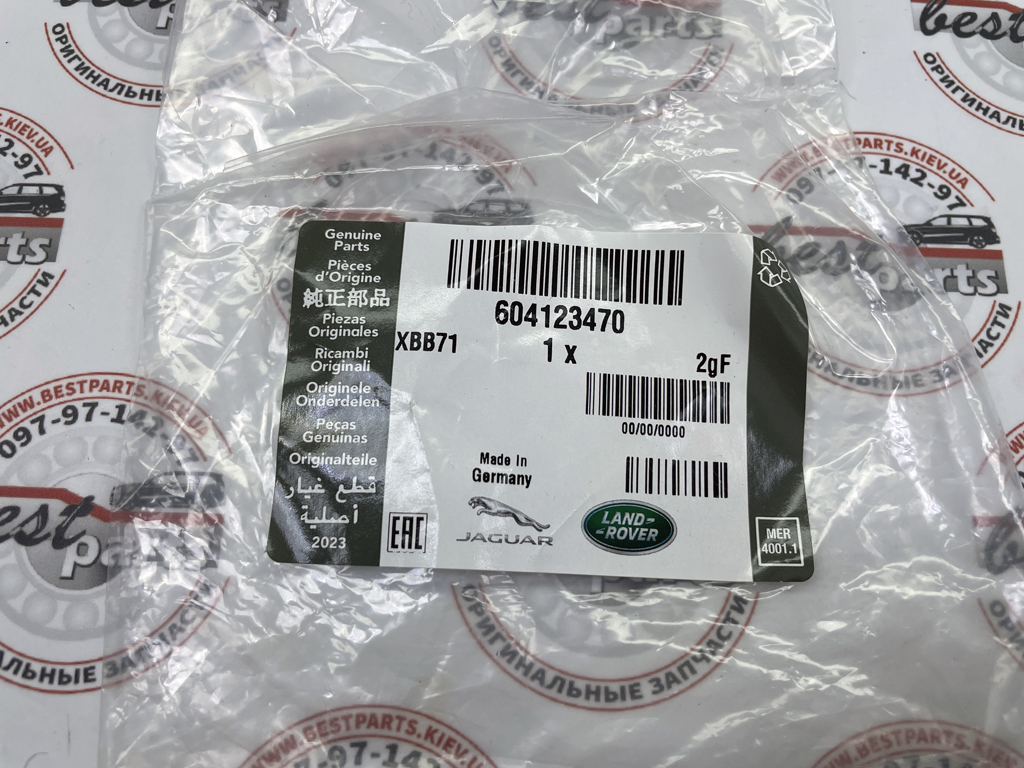 Genuine
Parts
Pièces
d'Origine
純正部品
Piezas
Originales
Ricambi
Originali
Originele
Onderdelen
Peças
Genuinas
Originalteile
قطع غيار
أصلية
2023
604123470
XBB71
1 x
2gF
00/00/0000
Made In
Germany
EAC
JAGUAR
LAND-
-ROVER
MER
4001.1
best
parts
ОРИГИНАЛЬНЫЕ ЗАПЧАСТИ
WWW.BESTPARTS.KIEV.UA
097-97-142-97